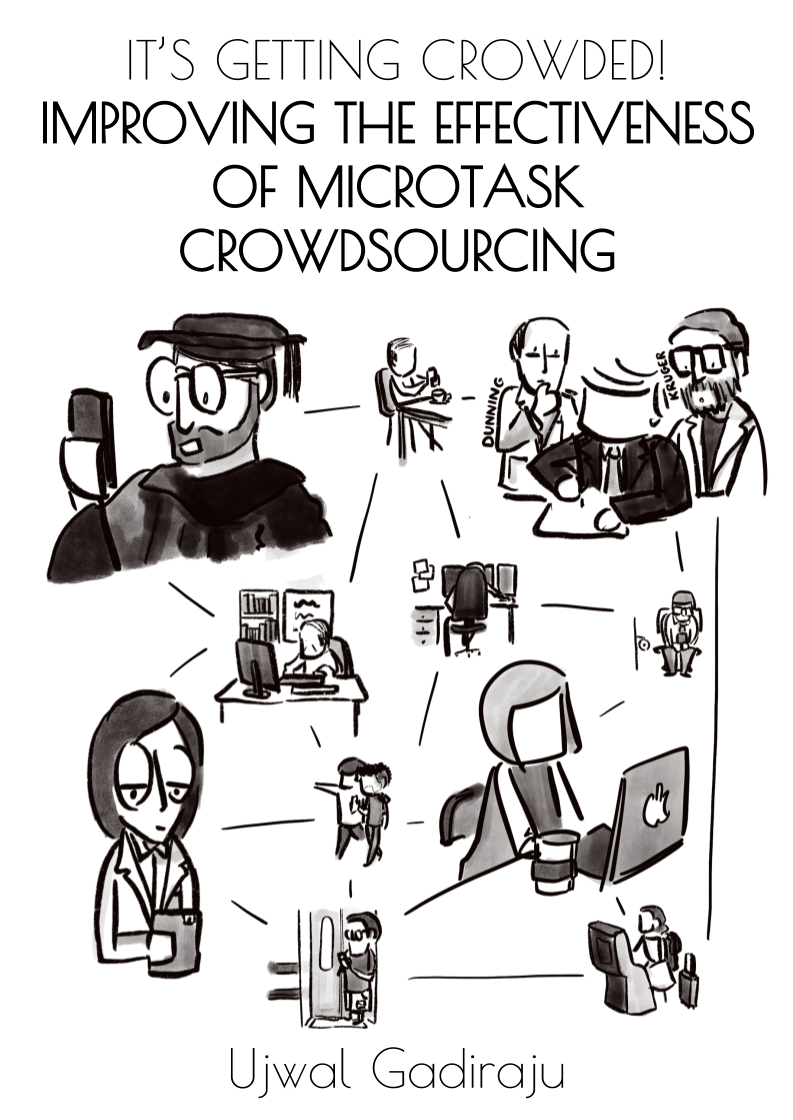 IT'S GETTING CROWDED!
IMPROVING THE EFFECTIVENESS
OF MICROTASK
CROWDSOURCING
DUNNING
KRUGER
Ujwal Gadiraju